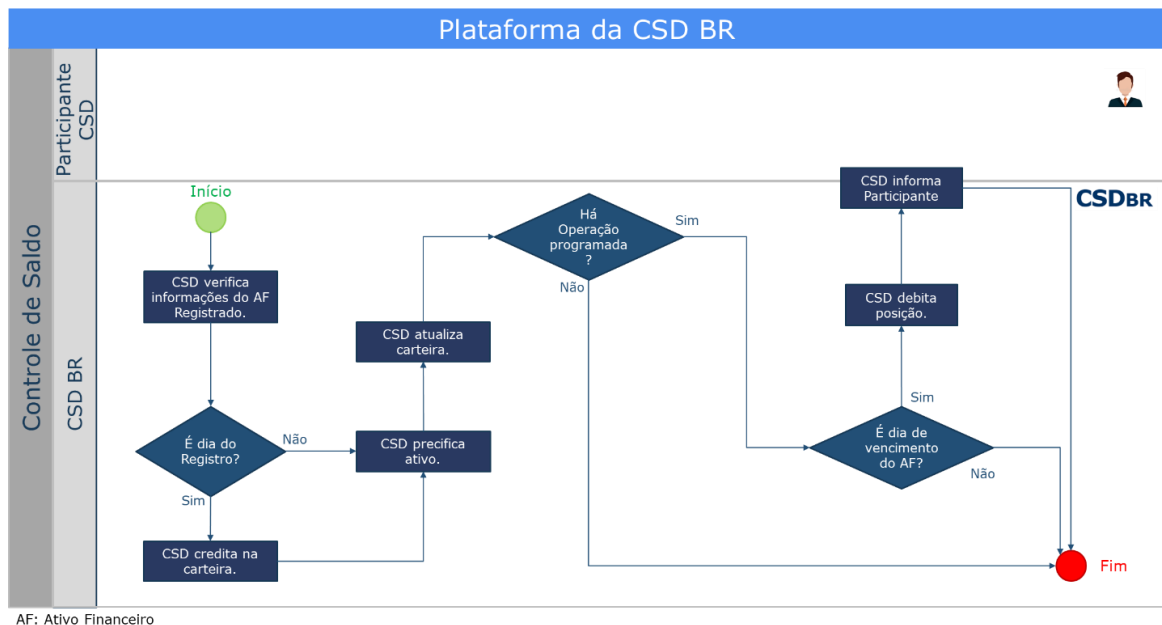 Plataforma da CSD BR
Controle de Saldo
Participante
CSD
CSD BR
Início
CSD verifica
informações do AF
Registrado.
É dia do
Registro?
Não
Sim
CSD credita na
carteira.
CSD precifica
ativo.
CSD atualiza
carteira.
Há
Operação
programada
?
Sim
Não
É dia de
vencimento
do AF?
Sim
Não
CSD debita
posição.
CSD informa
Participante
CSDBR
Fim
AF: Ativo Financeiro